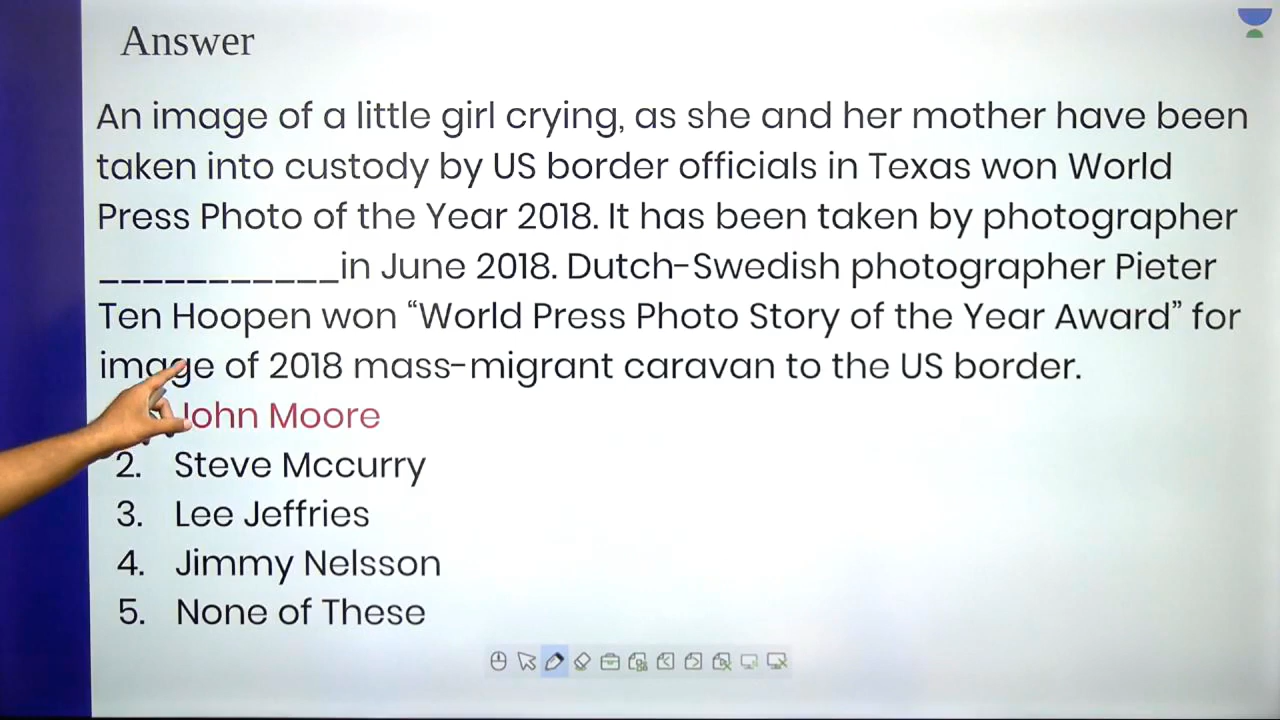 Answer
An image of a little girl crying, as she and her mother have been
taken into custody by US border officials in Texas won World
Press Photo of the Year 2018. It has been taken by photographer
___________in June 2018. Dutch-Swedish photographer Pieter
Ten Hoopen won “World Press Photo Story of the Year Award” for
image of 2018 mass-migrant caravan to the US border.
John Moore
2. Steve Mccurry
3. Lee Jeffries
4. Jimmy Nelsson
5. None of These